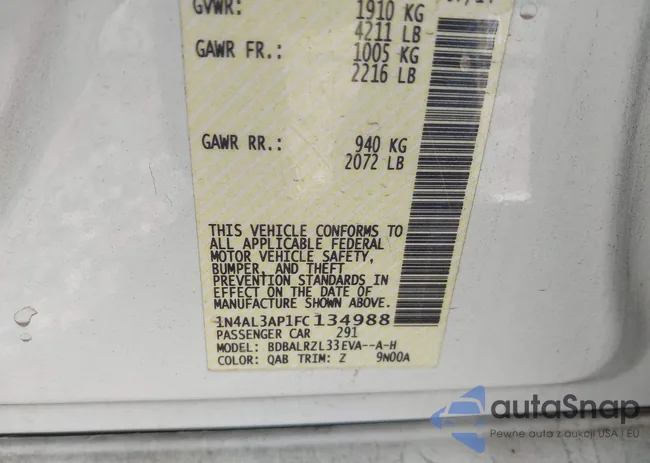 GVWR: 1910 KG
4211 LB
GAWR FR.: 1005 KG
2216 LB
GAWR RR.: 940 KG
2072 LB
THIS VEHICLE CONFORMS TO
ALL APPLICABLE FEDERAL
MOTOR VEHICLE SAFETY,
BUMPER, AND THEFT
PREVENTION STANDARDS IN
EFFECT ON THE DATE OF
MANUFACTURE SHOWN ABOVE.
1N4AL3AP1FC134988
PASSENGER CAR 291
MODEL: BDBALRZL33EVA--A-H
COLOR: QAB TRIM: Z 9N00A
autaSnap
Pewne auta z aukcji USA | EU